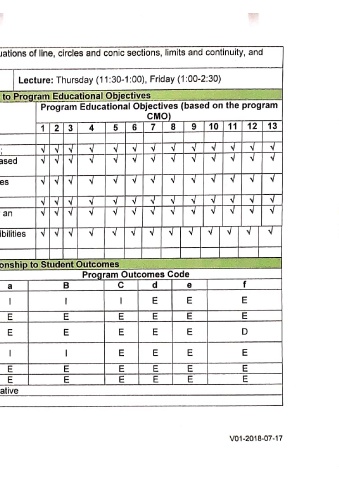 uations of line, circles and conic sections, limits and continuity, and
Lecture: Thursday (11:30-1:00), Friday (1:00-2:30)
to Program Educational Objectives
Program Educational Objectives (based on the program CMO)
1 2 3 4 5 6 7 8 9 10 11 12 13
; √ √ √ √ √ √ √ √ √ √ √ √ √
ased √ √ √ √ √ √ √ √ √ √ √ √ √
es √ √ √ √ √ √ √ √ √ √ √ √ √
√ √ √ √ √ √ √ √ √ √ √ √ √
an √ √ √ √ √ √ √ √ √ √ √ √ √
ibilities √ √ √ √ √ √ √ √ √ √ √ √ √
onship to Student Outcomes
Program Outcomes Code
a B C d e f
I I I E E E
E E E E E E
E E E E E D
I I E E E E
E E E E E E
E E E E E E
ative
V01-2018-07-17